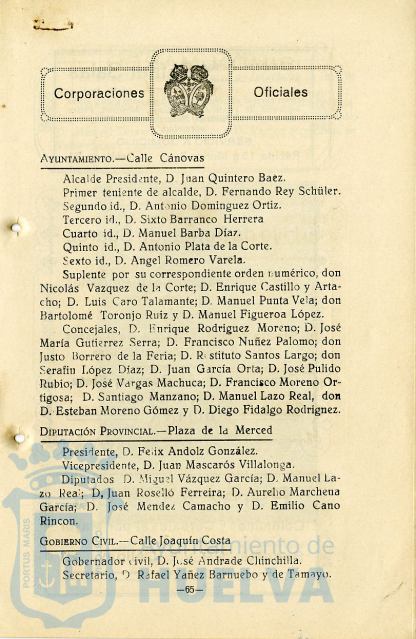 Corporaciones Oficiales
AYUNTAMIENTO.—Calle Cánovas
Alcalde Presidente, D. Juan Quintero Baez.
Primer teniente de alcalde, D. Fernando Rey Schüler.
Segundo id., D. Antonio Dominguez Ortiz.
Tercero id., D. Sixto Barranco Herrera
Cuarto id., D. Manuel Barba Díaz.
Quinto id., D. Antonio Plata de la Corte.
Sexto id., D. Angel Romero Varela.
Suplente por su correspondiente orden numérico, don
Nicolás Vazquez de la Corte; D. Enrique Castillo y Arta-
cho; D. Luis Caro Talamante; D. Manuel Punta Vela; don
Bartolomé Toronjo Ruiz y D. Manuel Figueroa López.
Concejales, D. Enrique Rodriguez Moreno; D. José
María Gutierrez Serra; D. Francisco Nuñez Palomo; don
Justo Borrero de la Feria; D. Restituto Santos Largo; don
Serafin López Díaz; D. Juan García Orta; D. José Pulido
Rubio; D. José Vargas Machuca; D. Francisco Moreno Or-
tigosa; D. Santiago Manzano; D. Manuel Lazo Real, don
D. Esteban Moreno Gómez y D. Diego Fidalgo Rodriguez.
DIPUTACIÓN PROVINCIAL.—Plaza de la Merced
Presidente, D. Felix Andolz González.
Vicepresidente, D. Juan Mascarós Villalonga.
Diputados D. Miguel Vázquez García; D. Manuel La-
zo Real; D, Juan Roselló Ferreira; D. Aurelio Marchena
García; D. José Mendez Camacho y D. Emilio Cano
Rincon.
GOBIERNO CIVIL.—Calle Joaquín Costa
Gobernador civil, D. José Andrade Chinchilla.
Secretario, D. Rafael Yañez Barnuebo y de Tamayo.
—65—
PORTUS MARIS
Ayuntamiento de
HUELVA